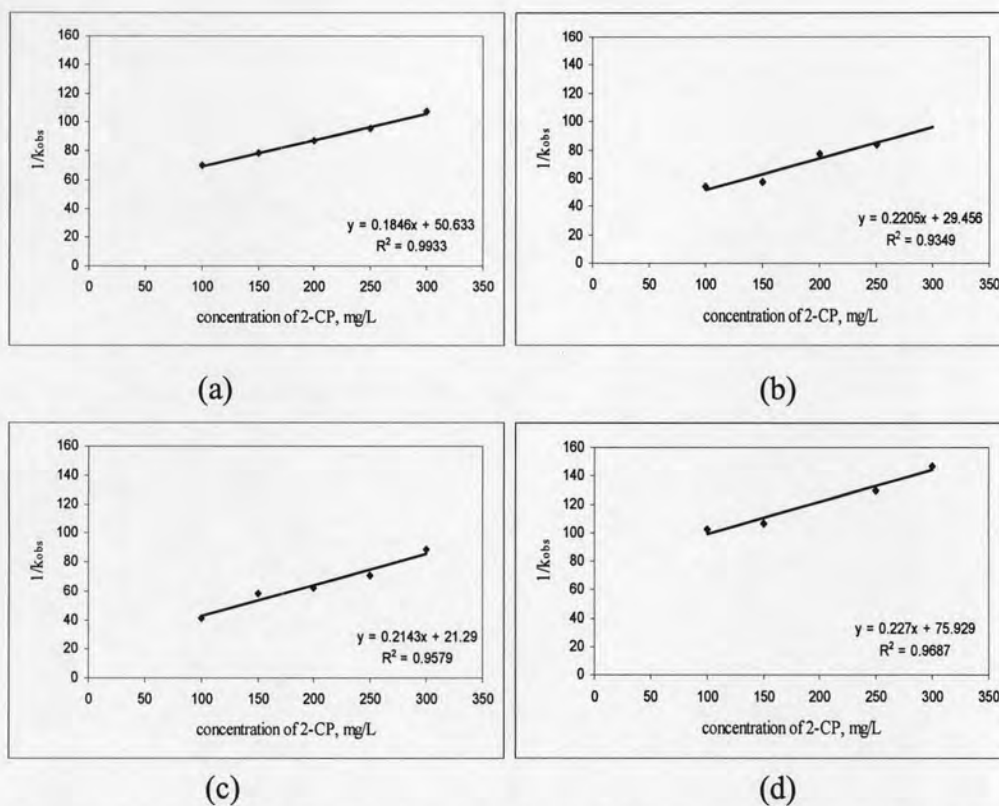 160
140
120
100
80
60
40
20
0
1/kobs
y = 0.1846x + 50.633
R² = 0.9933
0 50 100 150 200 250 300 350
concentration of 2-CP, mg/L
(a)
160
140
120
100
80
60
40
20
0
1/kobs
y = 0.2205x + 29.456
R² = 0.9349
0 50 100 150 200 250 300 350
concentration of 2-CP, mg/L
(b)
160
140
120
100
80
60
40
20
0
1/kobs
y = 0.2143x + 21.29
R² = 0.9579
0 50 100 150 200 250 300 350
concentration of 2-CP, mg/L
(c)
160
140
120
100
80
60
40
20
0
1/kobs
y = 0.227x + 75.929
R² = 0.9687
0 50 100 150 200 250 300 350
concentration of 2-CP, mg/L
(d)